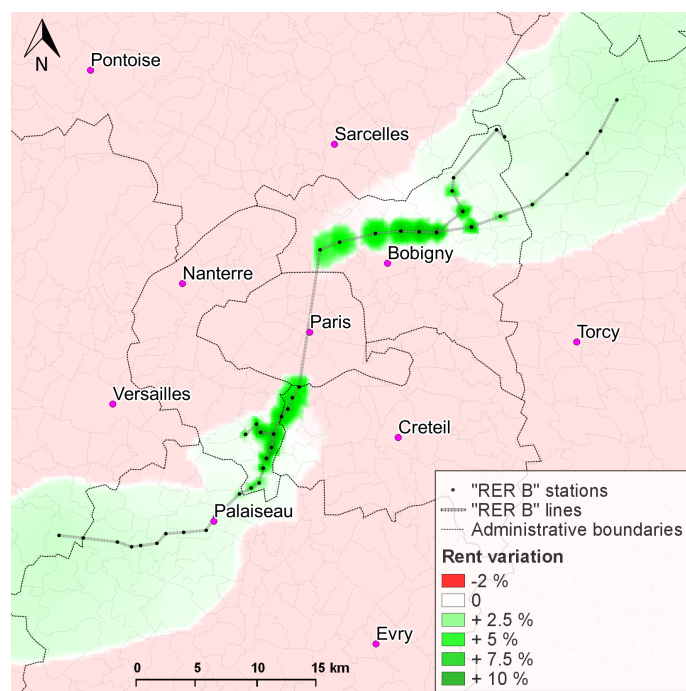 N
Pontoise
Sarcelles
Bobigny
Nanterre
Paris
Torcy
Versailles
Creteil
Palaiseau
Evry
0 5 10 15 km
"RER B" stations
"RER B" lines
Administrative boundaries
Rent variation
-2 %
0
+ 2.5 %
+ 5 %
+ 7.5 %
+ 10 %